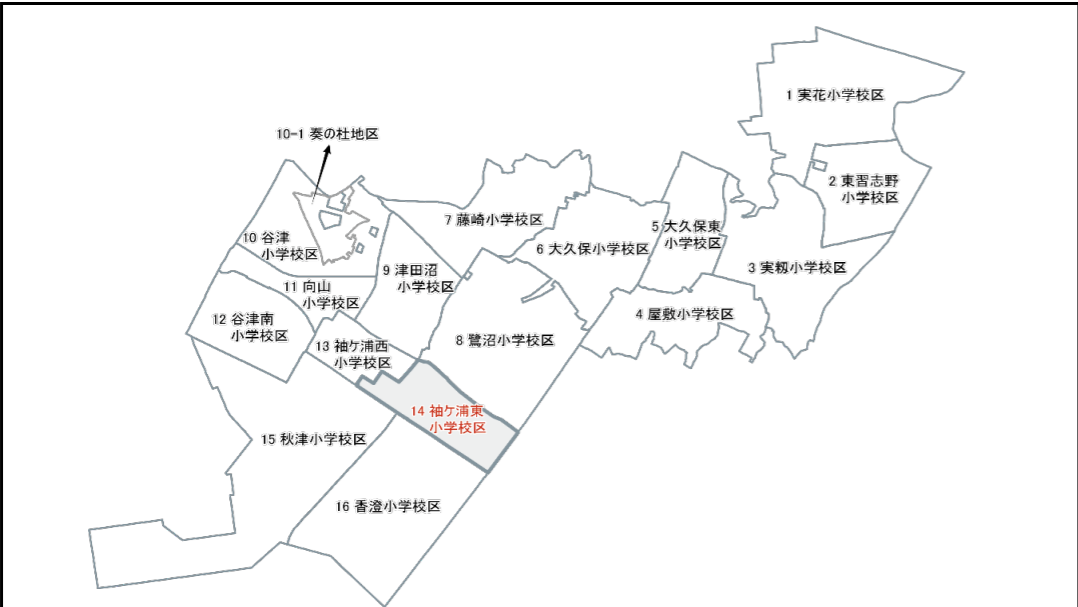 1 実花小学校区
10-1 奏の杜地区
2 東習志野
小学校区
7 藤崎小学校区
5 大久保東
小学校区
10 谷津
小学校区
6 大久保小学校区
9 津田沼
小学校区
3 実籾小学校区
11 向山
小学校区
12 谷津南
小学校区
4 屋敷小学校区
8 鷺沼小学校区
13 袖ケ浦西
小学校区
14 袖ケ浦東
小学校区
15 秋津小学校区
16 香澄小学校区